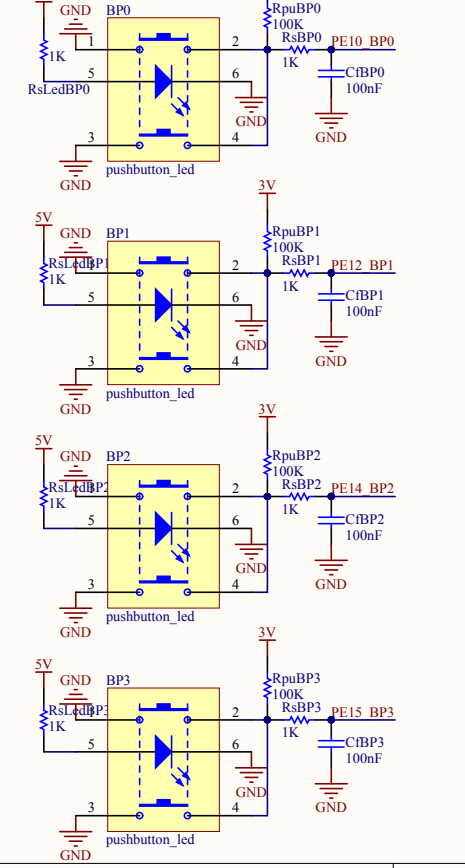 GND
BP0
RpuBP0
100K
1
2
RsBP0
PE10_BP0
1K
1K
5
6
CfBP0
100nF
RsLedBP0
GND
3
4
GND
GND
pushbutton_led
3V
5V
GND
BP1
RpuBP1
100K
RsLedBP1
1
2
RsBP1
PE12_BP1
1K
1K
5
6
CfBP1
100nF
GND
3
4
GND
GND
pushbutton_led
3V
5V
GND
BP2
RpuBP2
100K
RsLedBP2
1
2
RsBP2
PE14_BP2
1K
1K
5
6
CfBP2
100nF
GND
3
4
GND
GND
pushbutton_led
3V
5V
GND
BP3
RpuBP3
100K
RsLedBP3
1
2
RsBP3
PE15_BP3
1K
1K
5
6
CfBP3
100nF
GND
3
4
GND
GND
pushbutton_led